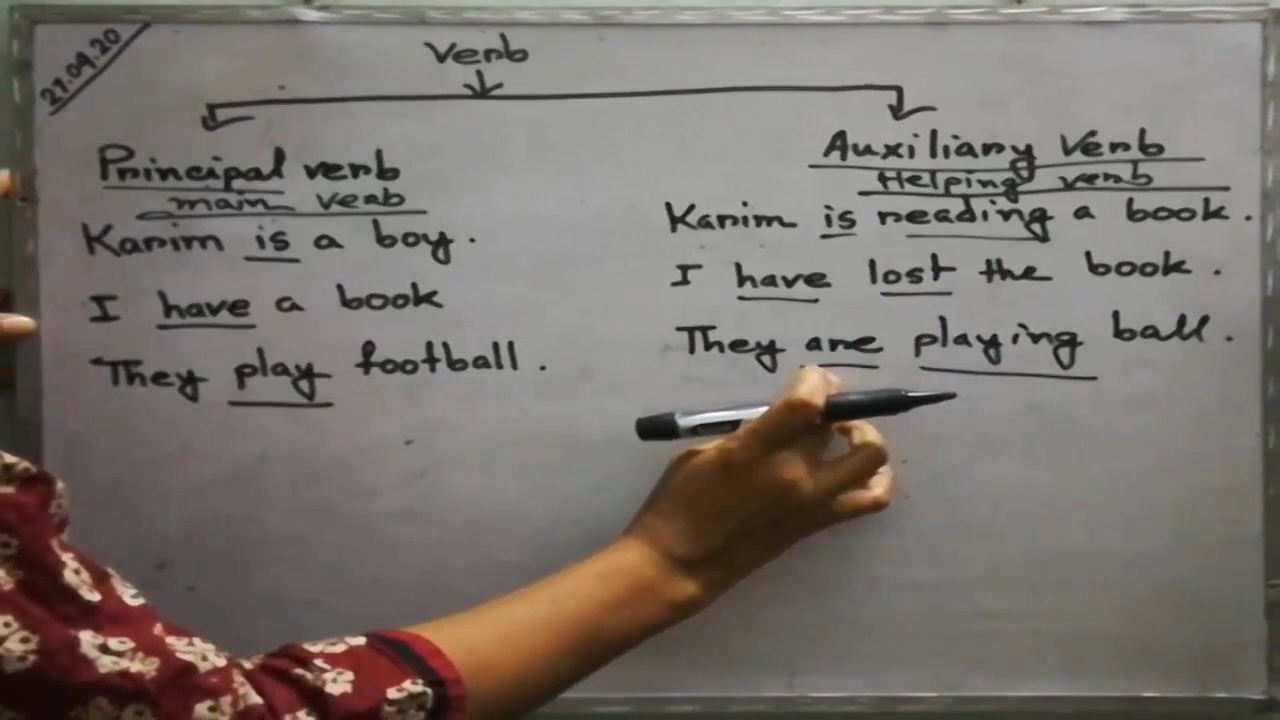 27.09.20
Verb
Principal verb
main verb
Karim is a boy.
I have a book
They play football.
Auxiliary Verb
Helping verb
Karim is reading a book.
I have lost the book.
They are playing ball.